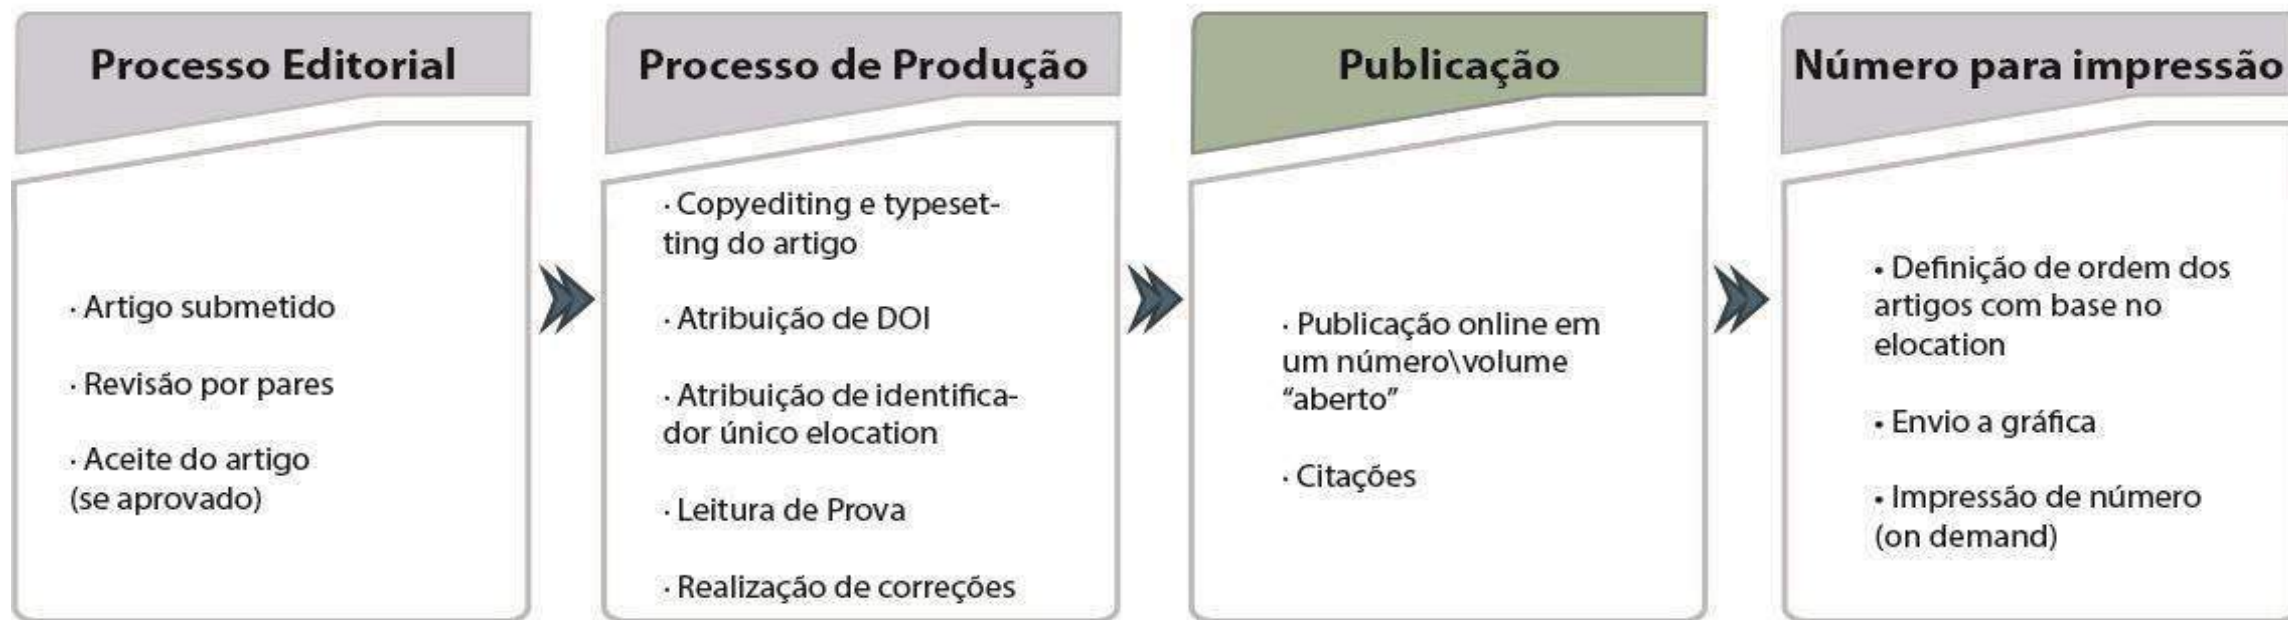 Processo Editorial
· Artigo submetido
· Revisão por pares
· Aceite do artigo
(se aprovado)
Processo de Produção
· Copyediting e typeset-
ting do artigo
· Atribuição de DOI
· Atribuição de identifica-
dor único elocation
· Leitura de Prova
· Realização de correções
Publicação
· Publicação online em
um número\volume
“aberto”
· Citações
Número para impressão
• Definição de ordem dos
artigos com base no
elocation
• Envio a gráfica
• Impressão de número
(on demand)